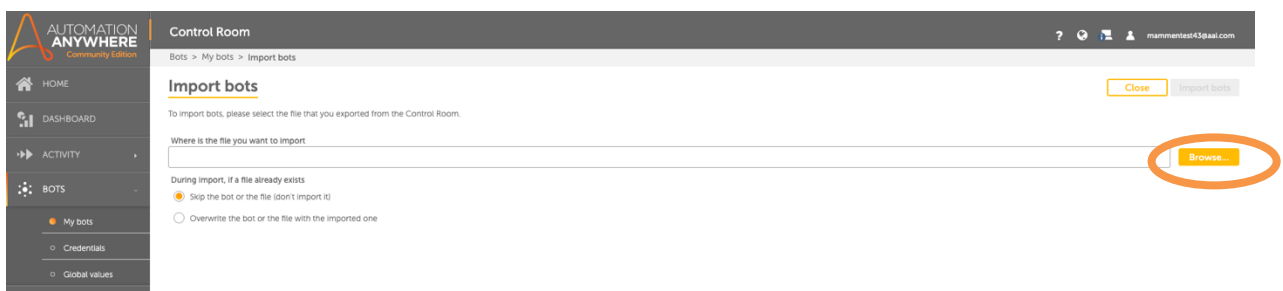 AUTOMATION
ANYWHERE
Community Edition
Control Room
? mammentest43@aai.com
Bots > My bots > Import bots
HOME
DASHBOARD
ACTIVITY
BOTS
My bots
Credentials
Global values
Import bots
Close Import bots
To import bots, please select the file that you exported from the Control Room.
Where is the file you want to import
Browse...
During import, if a file already exists
Skip the bot or the file (don't import it)
Overwrite the bot or the file with the imported one